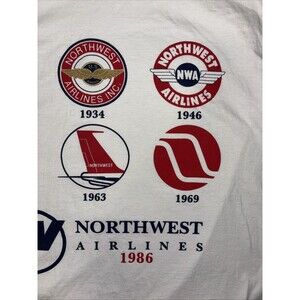 NORTHWEST
AIRLINES INC.
1934
NORTHWEST
NWA
AIRLINES
1946
NORTHWEST
1963
1969
NORTHWEST
AIRLINES
1986